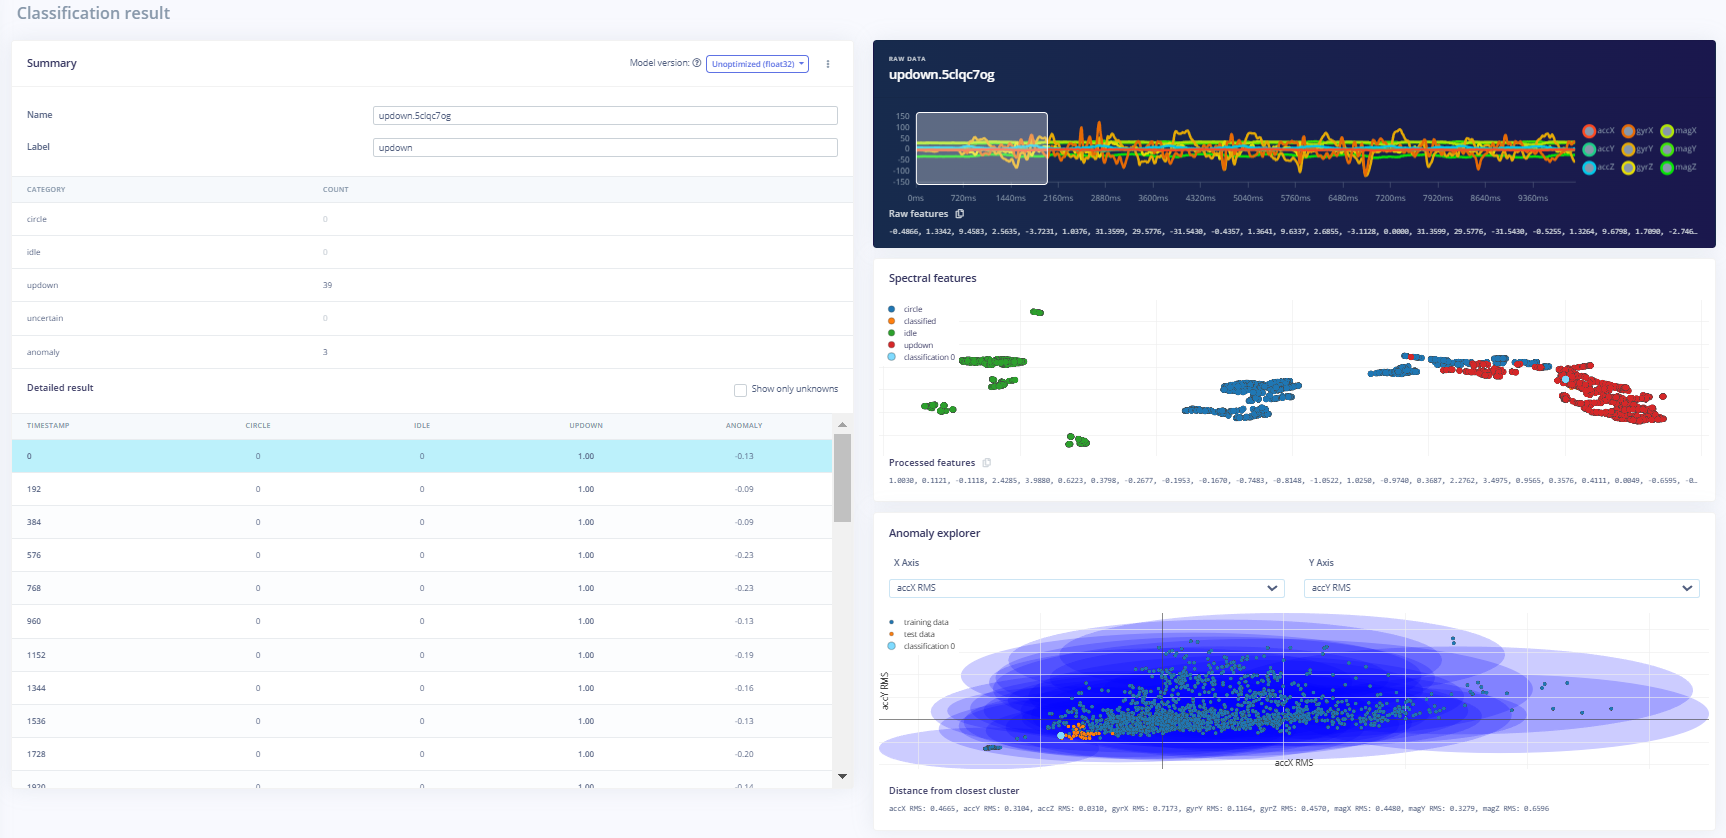 Classification result
Summary
Model version: Unoptimized (float32)
Name
updown.5clqc7og
Label
updown
CATEGORY COUNT
circle 0
idle 0
updown 39
uncertain 0
anomaly 3
Detailed result
Show only unknowns
TIMESTAMP CIRCLE IDLE UPDOWN ANOMALY
0 0 0 1.00 -0.13
192 0 0 1.00 -0.09
384 0 0 1.00 -0.09
576 0 0 1.00 -0.23
768 0 0 1.00 -0.23
960 0 0 1.00 -0.13
1152 0 0 1.00 -0.19
1344 0 0 1.00 -0.16
1536 0 0 1.00 -0.13
1728 0 0 1.00 -0.20
1920 0 0 1.00 -0.14
RAW DATA
updown.5clqc7og
150
100
50
0
-50
-100
-150
0ms 720ms 1440ms 2160ms 2880ms 3600ms 4320ms 5040ms 5760ms 6480ms 7200ms 7920ms 8640ms 9360ms
accX gyrX magX
accY gyrY magY
accZ gyrZ magZ
Raw features
-0.4866, 1.3342, 9.4583, 2.5635, -3.7231, 1.0376, 31.3599, 29.5776, -31.5430, -0.4357, 1.3641, 9.6337, 2.6855, -3.1128, 0.0000, 31.3599, 29.5776, -31.5430, -0.5255, 1.3264, 9.6798, 1.7090, -2.746…
Spectral features
circle
classified
idle
updown
classification 0
Processed features
1.0030, 0.1121, -0.1118, 2.4285, 3.9880, 0.6223, 0.3798, -0.2677, -0.1953, -0.1670, -0.7483, -0.8148, -1.0522, 1.0250, -0.9740, 0.3687, 2.2762, 3.4975, 0.9565, 0.3576, 0.4111, 0.0049, -0.6595, -0…
Anomaly explorer
X Axis
accX RMS
Y Axis
accY RMS
training data
test data
classification 0
accY RMS
accX RMS
Distance from closest cluster
accX RMS: 0.4665, accY RMS: 0.3104, accZ RMS: 0.0310, gyrX RMS: 0.7173, gyrY RMS: 0.1164, gyrZ RMS: 0.4570, magX RMS: 0.4480, magY RMS: 0.3279, magZ RMS: 0.6596